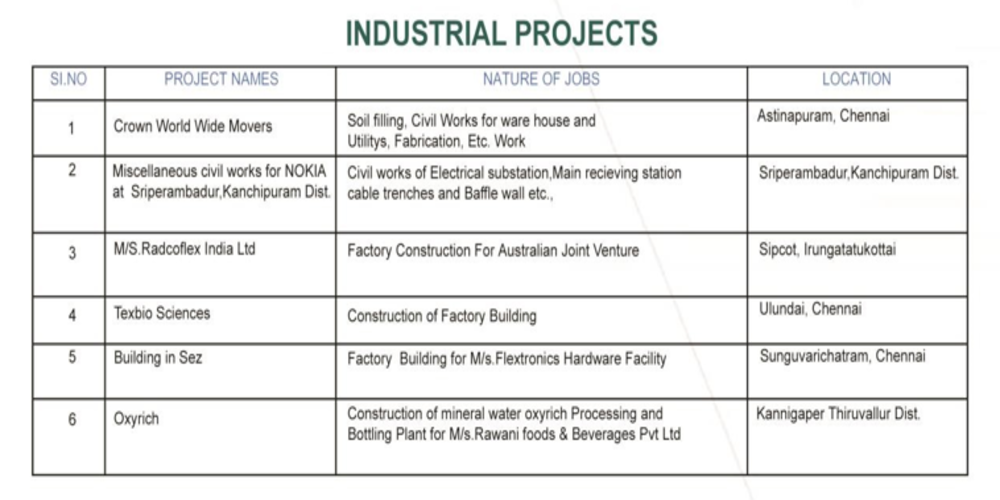 INDUSTRIAL PROJECTS
SI.NO PROJECT NAMES NATURE OF JOBS LOCATION
1 Crown World Wide Movers Soil filling, Civil Works for ware house and Astinapuram, Chennai
Utilitys, Fabrication, Etc. Work
2 Miscellaneous civil works for NOKIA Civil works of Electrical substation,Main recieving station Sriperambadur,Kanchipuram Dist.
at Sriperambadur,Kanchipuram Dist. cable trenches and Baffle wall etc.,
3 M/S.Radcoflex India Ltd Factory Construction For Australian Joint Venture Sipcot, Irungatatukottai
4 Texbio Sciences Construction of Factory Building Ulundai, Chennai
5 Building in Sez Factory Building for M/s.Flextronics Hardware Facility Sunguvarichatram, Chennai
6 Oxyrich Construction of mineral water oxyrich Processing and Kannigaper Thiruvallur Dist.
Bottling Plant for M/s.Rawani foods & Beverages Pvt Ltd